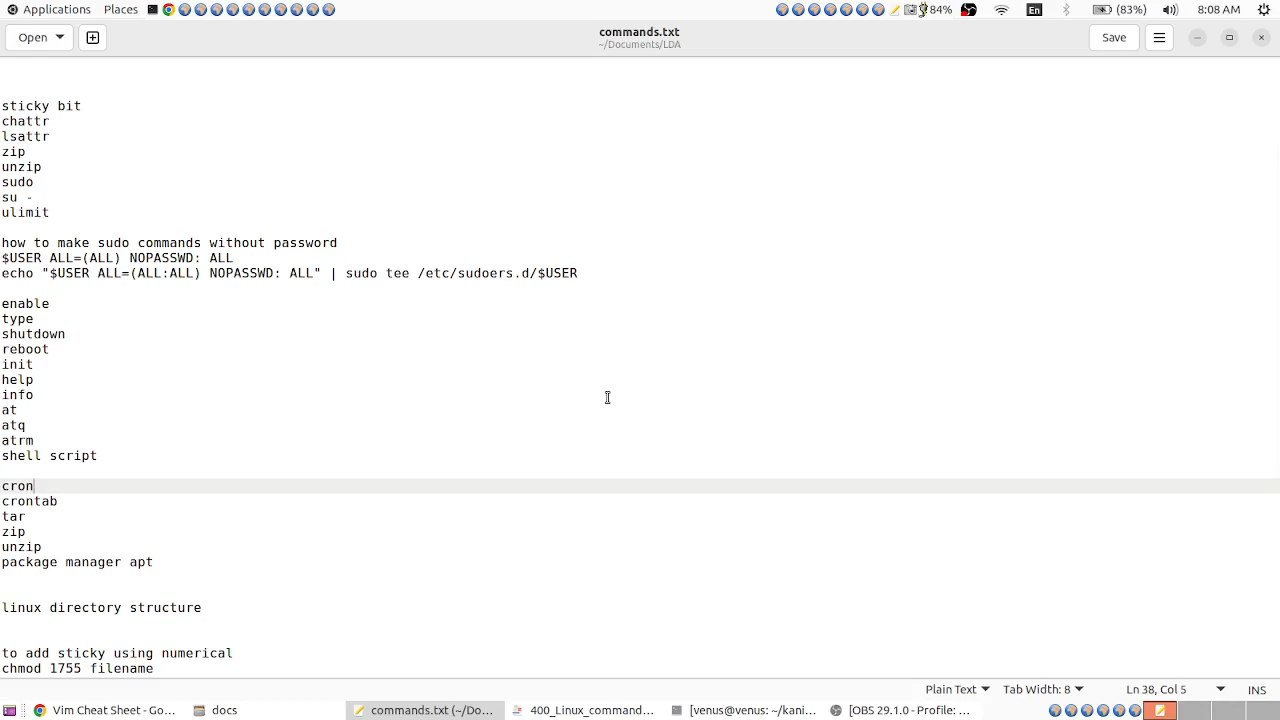 Applications Places 84% En (83%) 8:08 AM
Open commands.txt Save
~/Documents/LDA
sticky bit
chattr
lsattr
zip
unzip
sudo
su -
ulimit
how to make sudo commands without password
$USER ALL=(ALL) NOPASSWD: ALL
echo "$USER ALL=(ALL:ALL) NOPASSWD: ALL" | sudo tee /etc/sudoers.d/$USER
enable
type
shutdown
reboot
init
help
info
at
atq
atrm
shell script
cron
crontab
tar
zip
unzip
package manager apt
linux directory structure
to add sticky using numerical
chmod 1755 filename
Plain Text Tab Width: 8 Ln 38, Col 5 INS
Vim Cheat Sheet - Go... docs commands.txt (~/Do... 400_Linux_command... [venus@venus: ~/kani... [OBS 29.1.0 - Profile: ...